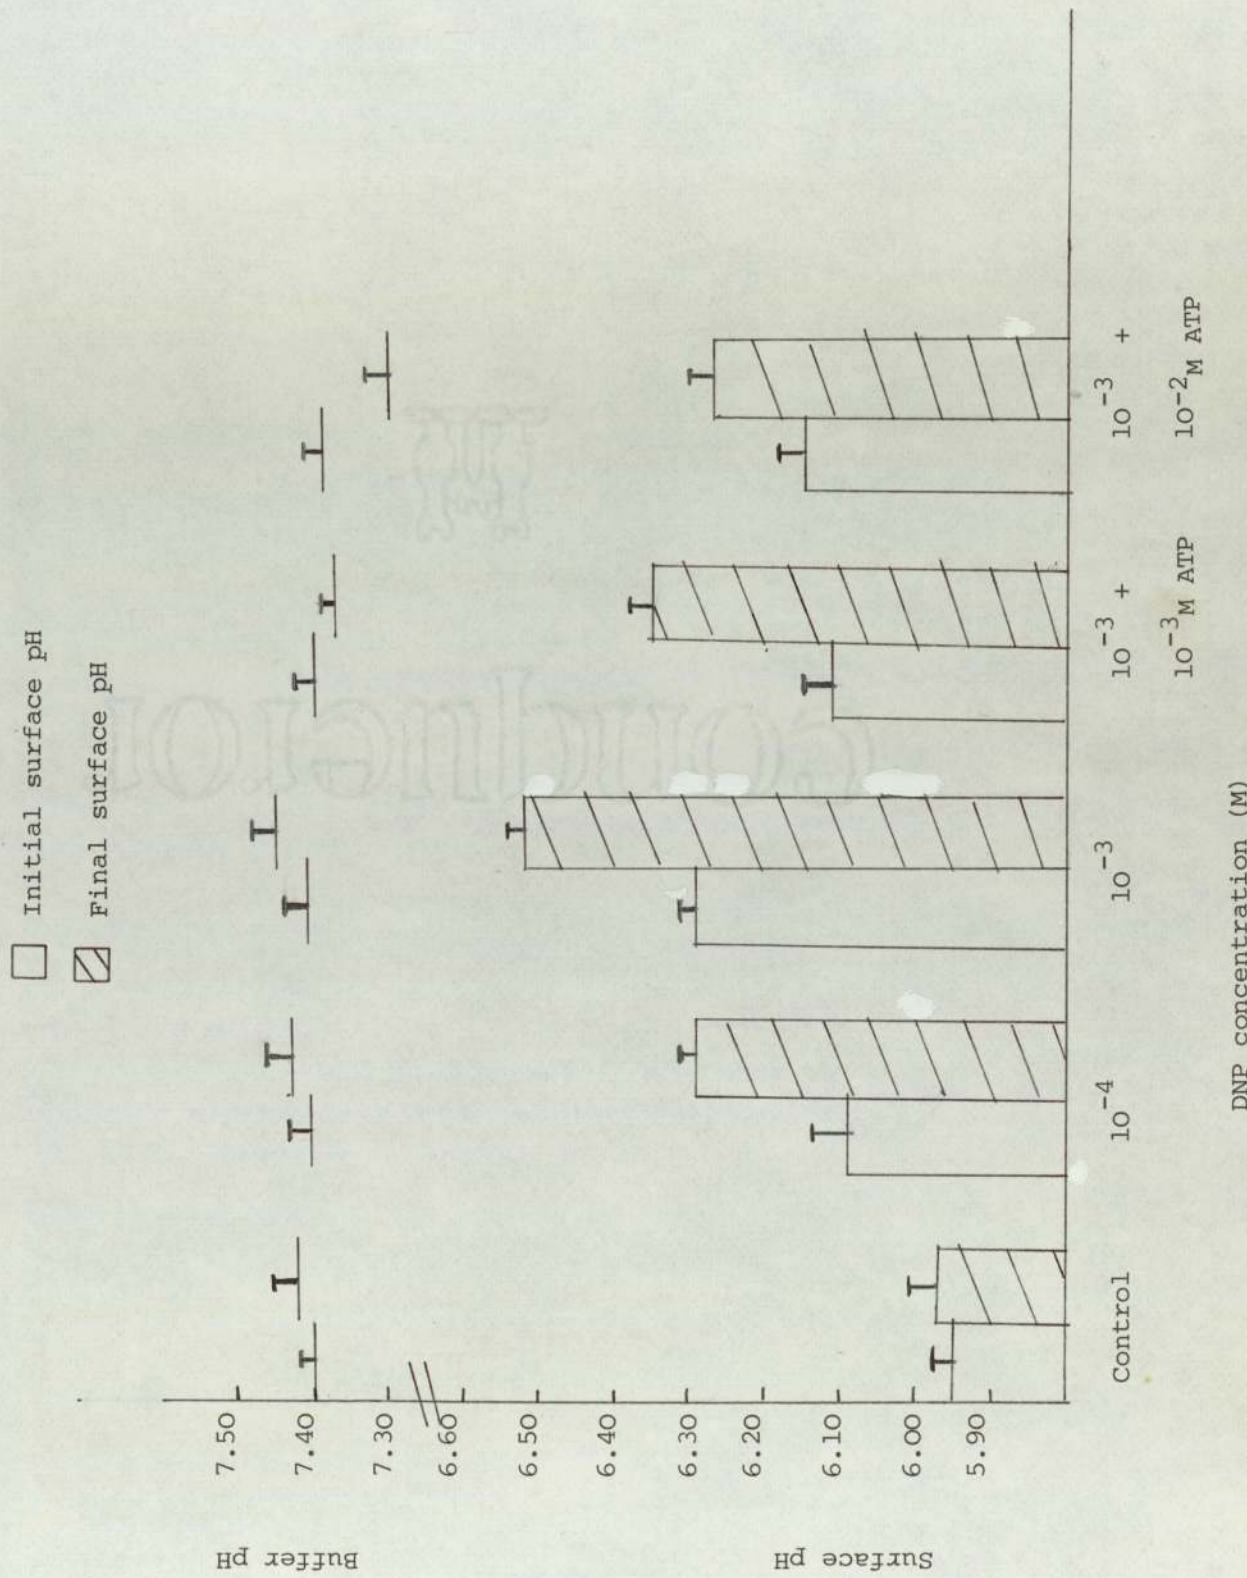 Initial surface pH
Final surface pH
Buffer pH
7.50
7.40
7.30
6.60
6.50
6.40
6.30
6.20
6.10
6.00
5.90
Surface pH
Control
10⁻⁴
10⁻³
10⁻³ +
10⁻³M ATP
10⁻³ +
10⁻²M ATP
DNP concentration (M)
Conqueror